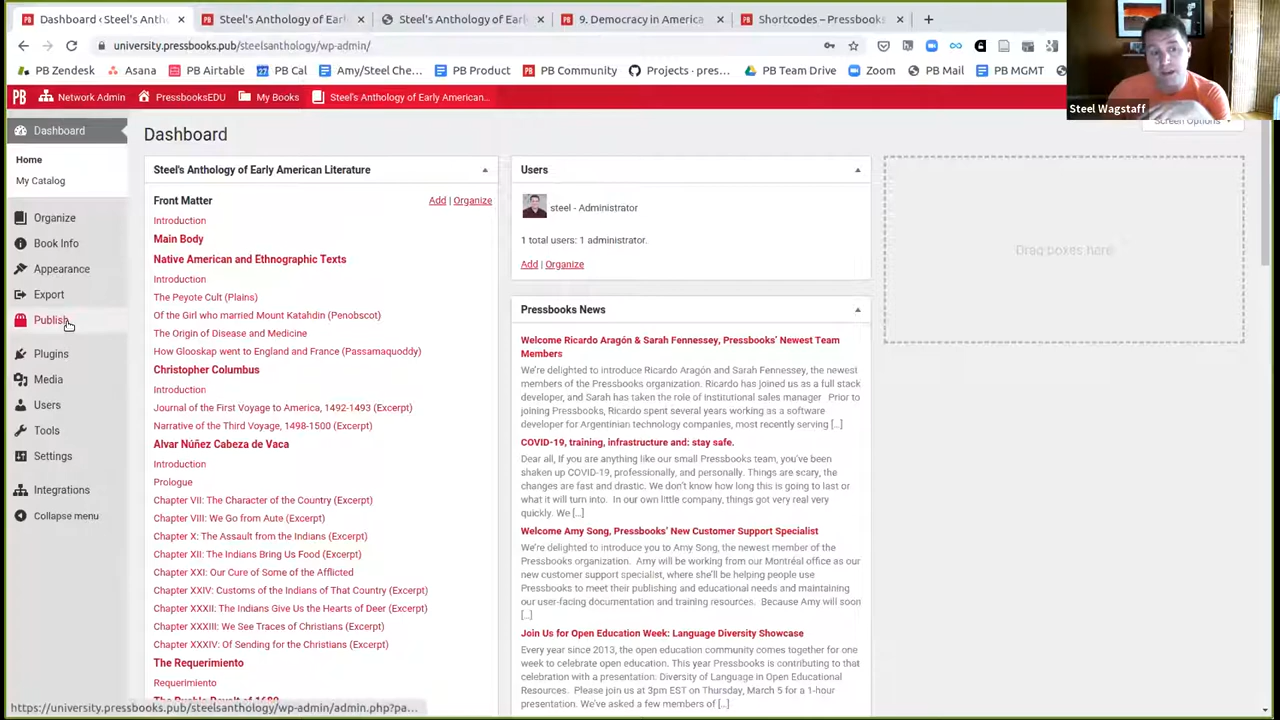 Dashboard ‹ Steel's Anth
Steel's Anthology of Early Ameri
Steel's Anthology of Early Ameri
9. Democracy in America
Shortcodes – Pressbooks
university.pressbooks.pub/steelsanthology/wp-admin/
PB Zendesk
Asana
PB Airtable
PB Cal
Amy/Steel Che...
PB Product
PB Community
Projects · pres...
PB Team Drive
Zoom
PB Mail
PB MGMT
PB
Network Admin
PressbooksEDU
My Books
Steel's Anthology of Early American...
Steel Wagstaff
Screen Options
Dashboard
Home
My Catalog
Organize
Book Info
Appearance
Export
Publish
Plugins
Media
Users
Tools
Settings
Integrations
Collapse menu
Dashboard
Steel's Anthology of Early American Literature
Front Matter
Add | Organize
Introduction
Main Body
Native American and Ethnographic Texts
Introduction
The Peyote Cult (Plains)
Of the Girl who married Mount Katahdin (Penobscot)
The Origin of Disease and Medicine
How Glooskap went to England and France (Passamaquoddy)
Christopher Columbus
Introduction
Journal of the First Voyage to America, 1492-1493 (Excerpt)
Narrative of the Third Voyage, 1498-1500 (Excerpt)
Alvar Núñez Cabeza de Vaca
Introduction
Prologue
Chapter VII: The Character of the Country (Excerpt)
Chapter VIII: We Go from Aute (Excerpt)
Chapter X: The Assault from the Indians (Excerpt)
Chapter XII: The Indians Bring Us Food (Excerpt)
Chapter XXI: Our Cure of Some of the Afflicted
Chapter XXIV: Customs of the Indians of That Country (Excerpt)
Chapter XXXII: The Indians Give Us the Hearts of Deer (Excerpt)
Chapter XXXIII: We See Traces of Christians (Excerpt)
Chapter XXXIV: Of Sending for the Christians (Excerpt)
The Requerimiento
Requerimiento
The Pueblo Revolt of 1680
Users
steel - Administrator
1 total users: 1 administrator.
Add | Organize
Pressbooks News
Welcome Ricardo Aragón & Sarah Fennessey, Pressbooks' Newest Team
Members
We're delighted to introduce Ricardo Aragón and Sarah Fennessey, the newest
members of the Pressbooks organization. Ricardo has joined us as a full stack
developer, and Sarah has taken the role of institutional sales manager Prior to
joining Pressbooks, Ricardo spent several years working as a software
developer for Argentinian technology companies, most recently serving [...]
COVID-19, training, infrastructure and: stay safe.
Dear all, If you are anything like our small Pressbooks team, you've been
shaken up COVID-19, professionally, and personally. Things are scary, the
changes are fast and drastic. We don't know how long this is going to last or
what it will turn into. In our own little company, things got very real very
quickly. We [...]
Welcome Amy Song, Pressbooks' New Customer Support Specialist
We're delighted to introduce you to Amy Song, the newest member of the
Pressbooks organization. Amy will be working from our Montréal office as our
new customer support specialist, where she'll be helping people use
Pressbooks to meet their publishing and educational needs and maintaining
our user-facing documentation and training resources. Because Amy will soon
[...]
Join Us for Open Education Week: Language Diversity Showcase
Every year since 2013, the open education community comes together for one
week to celebrate open education. This year Pressbooks is contributing to that
celebration with a presentation: Diversity of Language in Open Educational
Resources. Please join us at 3pm EST on Thursday, March 5 for a 1-hour
presentation. We've asked a few members of [...]
Drag boxes here
https://university.pressbooks.pub/steelsanthology/wp-admin/admin.php?pa...